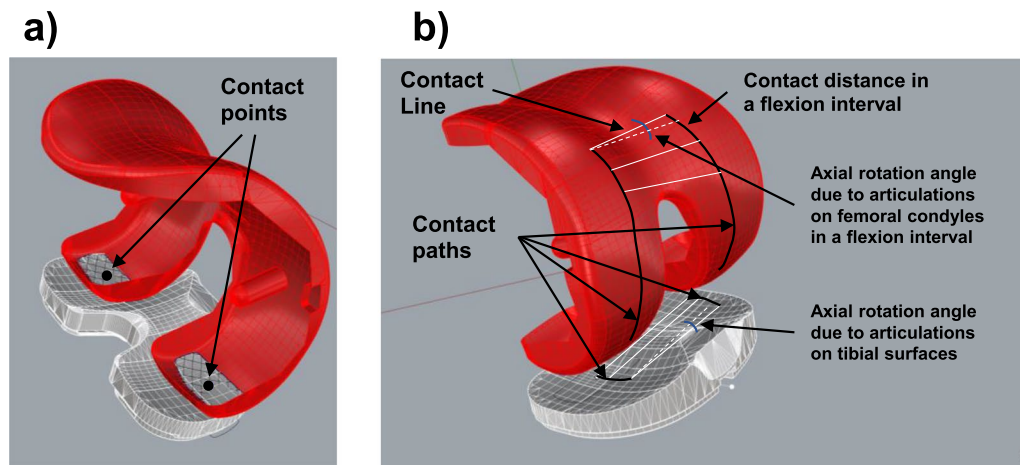 a)
Contact
points
b)
Contact
Line
Contact distance in
a flexion interval
Axial rotation angle
due to articulations
on femoral condyles
in a flexion interval
Contact
paths
Axial rotation angle
due to articulations
on tibial surfaces